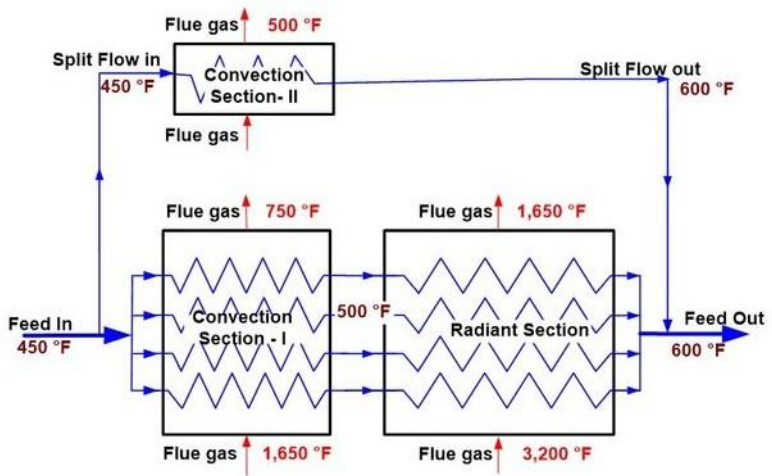 Flue gas 500 °F
Split Flow in
450 °F
Convection
Section- II
Split Flow out
600 °F
Flue gas
Flue gas 750 °F
Flue gas 1,650 °F
Feed In
450 °F
Convection
Section - I
500 °F
Radiant Section
Feed Out
600 °F
Flue gas 1,650 °F
Flue gas 3,200 °F